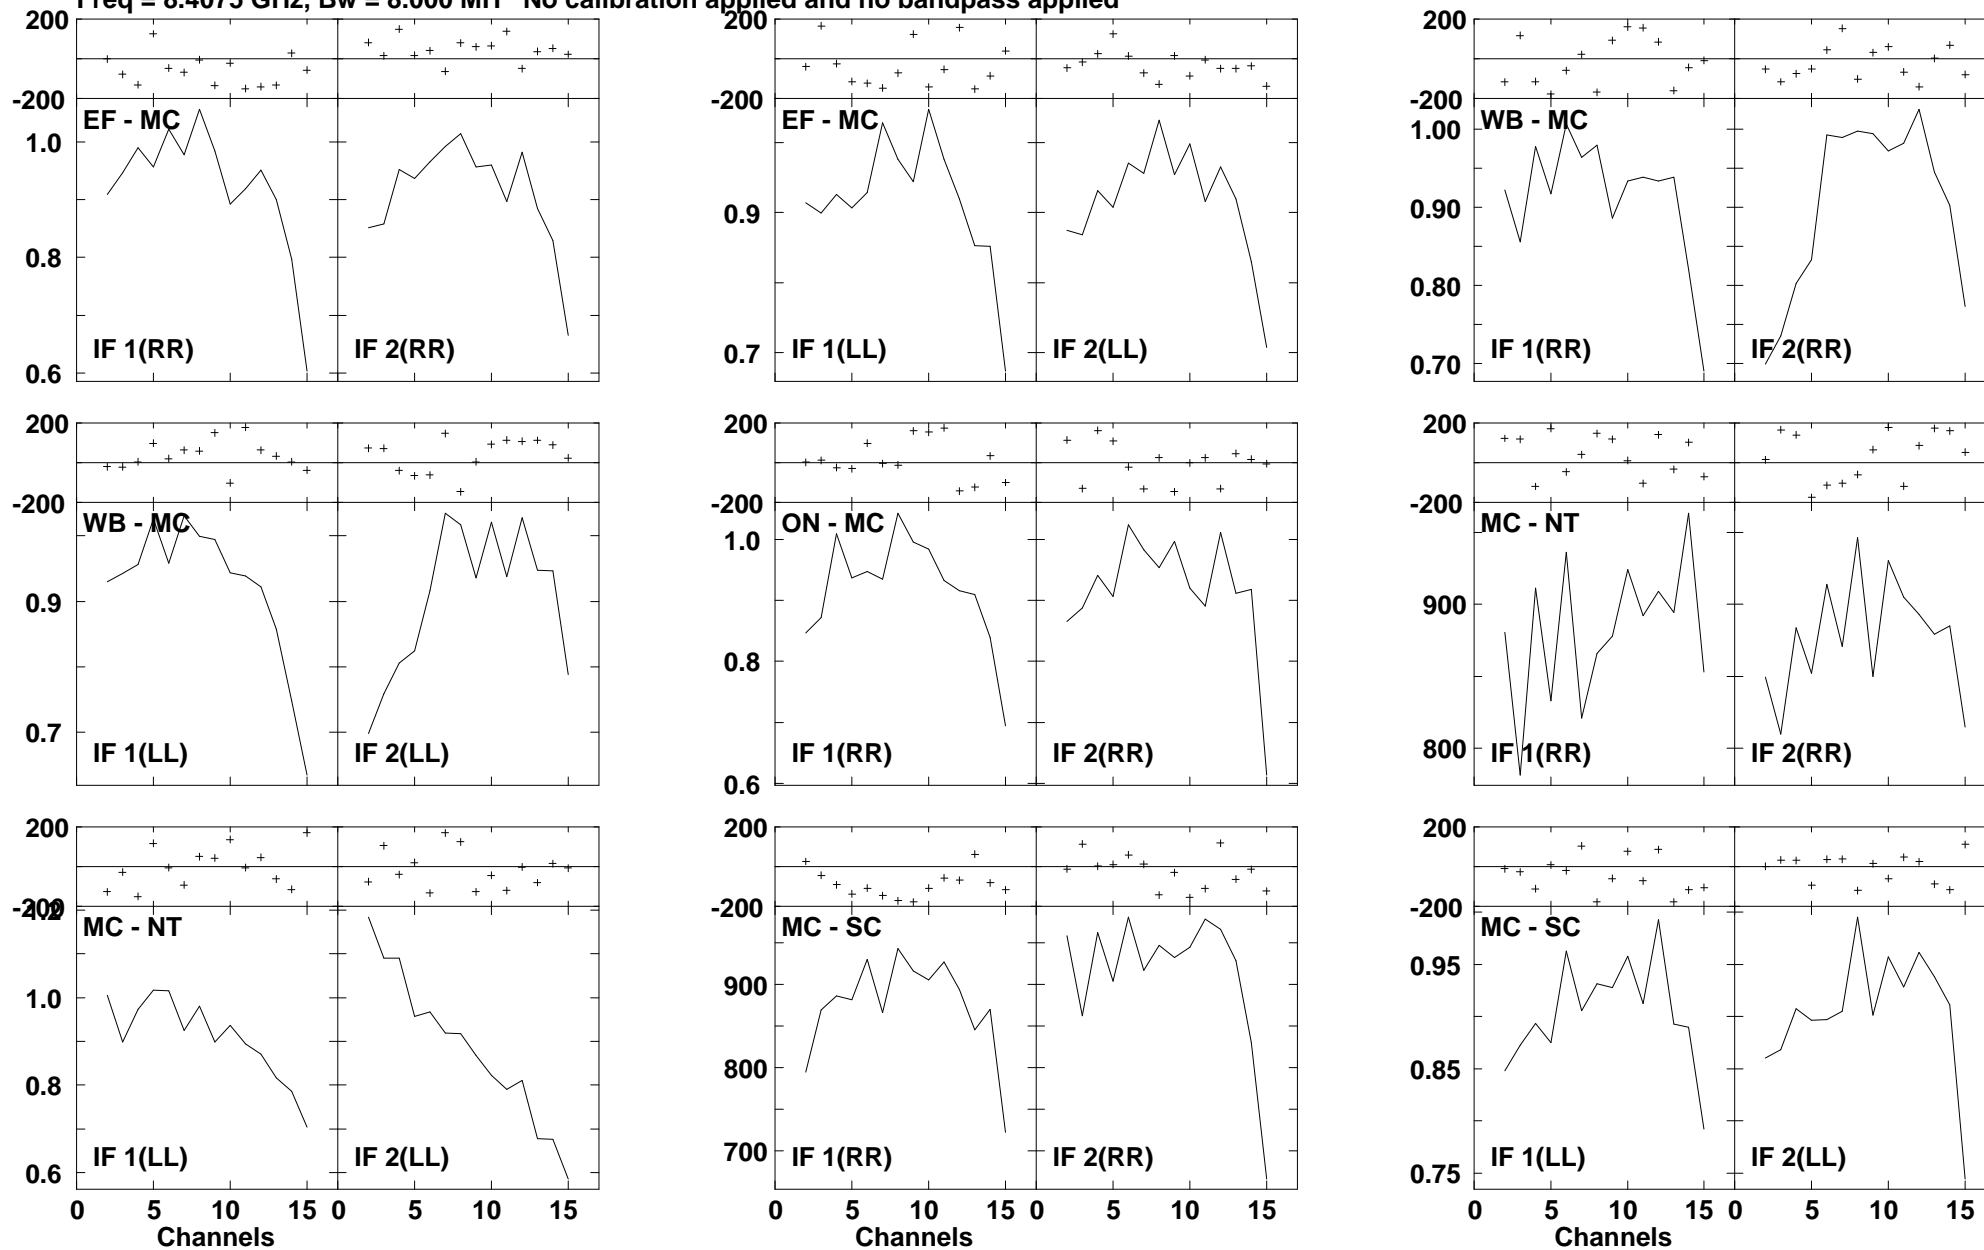 Freq = 8.4075 GHz, Bw = 8.000 MH No calibration applied and no bandpass applied
200 200
-200 -200 -200
EF - MC EF - MC WB - MC
1.0 1.00
0.9 0.90
0.8 0.80
IF 1(RR) IF 2(RR) IF 1(LL) IF 2(LL) IF 1(RR) IF 2(RR)
0.6 0.7 0.70
200 200
-200 -200 -200
WB - MC ON - MC MC - NT
1.0
0.9 900
0.8
0.7 800
IF 1(LL) IF 2(LL) IF 1(RR) IF 2(RR) IF 1(RR) IF 2(RR)
0.6
200 200 200
-200 -200 -200
1.2
MC - NT MC - SC MC - SC
1.0 900 0.95
0.8 800 0.85
IF 1(LL) IF 2(LL) IF 1(RR) IF 2(RR) IF 1(LL) IF 2(LL)
0.6 700 0.75
0 5 10 15 0 5 10 15 0 5 10 15 0 5 10 15 0 5 10 15 0 5 10 15
Channels Channels